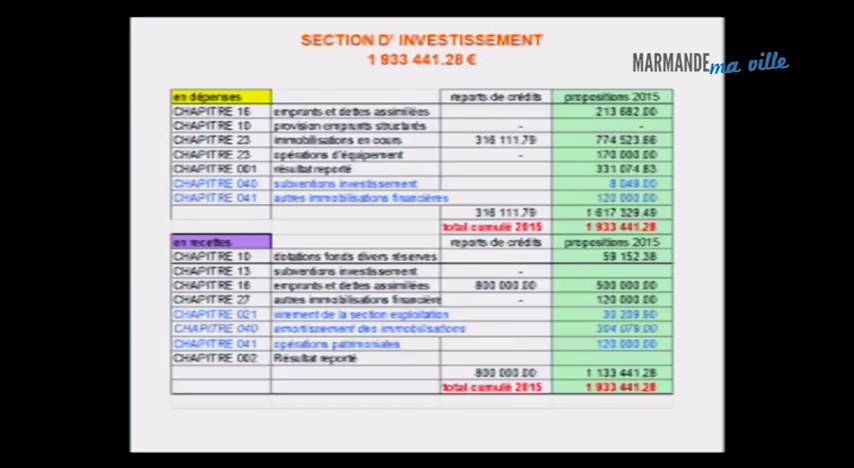 SECTION D' INVESTISSEMENT
1 933 441.28 €
MARMANDE ma ville
en dépenses reports de crédits propositions 2015
CHAPITRE 16 emprunts et dettes assimilées 213 682.00
CHAPITRE 10 provision emprunts structurés - -
CHAPITRE 23 immobilisations en cours 316 111.79 774 523.66
CHAPITRE 23 opérations d'équipement - 170 000.00
CHAPITRE 001 résultat reporté 331 074.83
CHAPITRE 040 subventions investissement 8 049.00
CHAPITRE 041 autres immobilisations financières 120 000.00
316 111.79 1 617 329.49
total cumulé 2015 1 933 441.28
en recettes reports de crédits propositions 2015
CHAPITRE 10 dotations fonds divers réserves 59 152.38
CHAPITRE 13 subventions investissement -
CHAPITRE 16 emprunts et dettes assimilées 800 000.00 500 000.00
CHAPITRE 27 autres immobilisations financière - 120 000.00
CHAPITRE 021 virement de la section exploitation 30 209.90
CHAPITRE 040 amortissement des immobilisations 304 079.00
CHAPITRE 041 opérations patrimoniales 120 000.00
CHAPITRE 002 Résultat reporté
800 000.00 1 133 441.28
total cumulé 2015 1 933 441.28